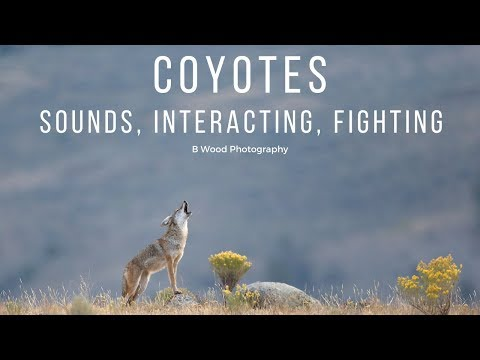 COYOTES
SOUNDS, INTERACTING, FIGHTING
B Wood Photography